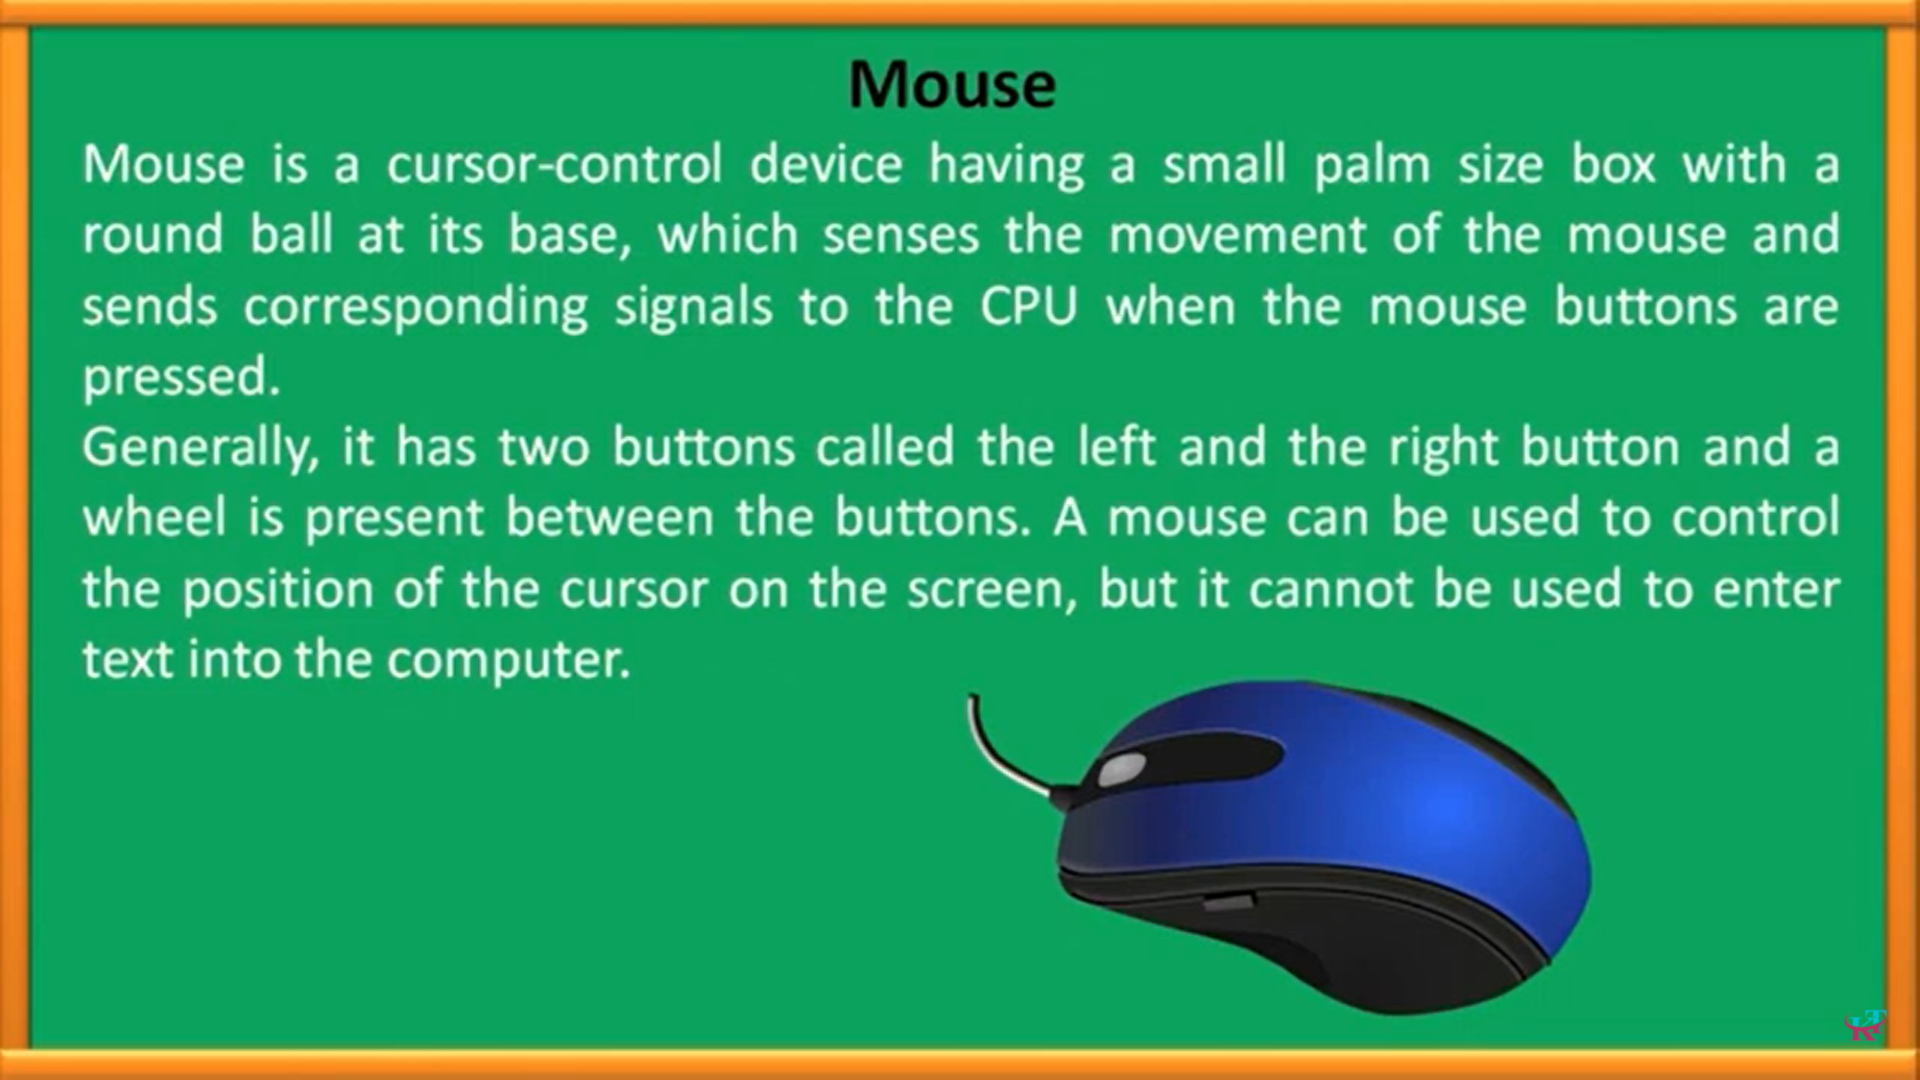 Mouse
Mouse is a cursor-control device having a small palm size box with a
round ball at its base, which senses the movement of the mouse and
sends corresponding signals to the CPU when the mouse buttons are
pressed.
Generally, it has two buttons called the left and the right button and a
wheel is present between the buttons. A mouse can be used to control
the position of the cursor on the screen, but it cannot be used to enter
text into the computer.